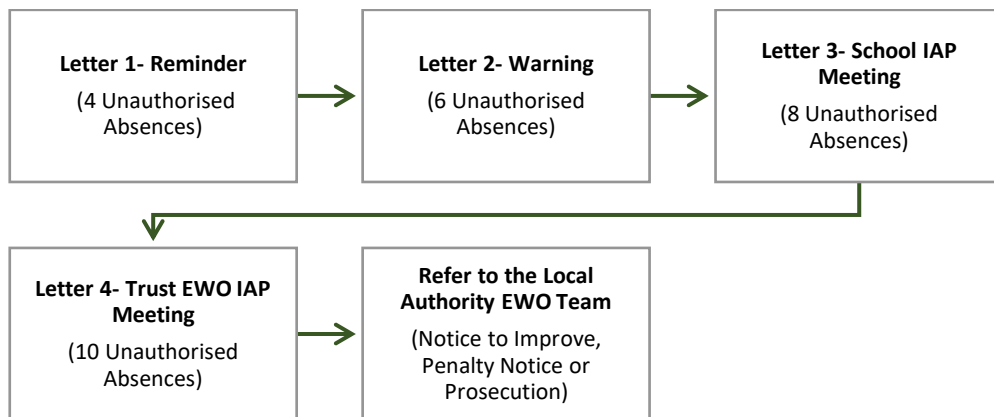 Letter 1- Reminder
(4 Unauthorised
Absences)
Letter 2- Warning
(6 Unauthorised
Absences)
Letter 3- School IAP
Meeting
(8 Unauthorised
Absences)
Letter 4- Trust EWO IAP
Meeting
(10 Unauthorised
Absences)
Refer to the Local
Authority EWO Team
(Notice to Improve,
Penalty Notice or
Prosecution)